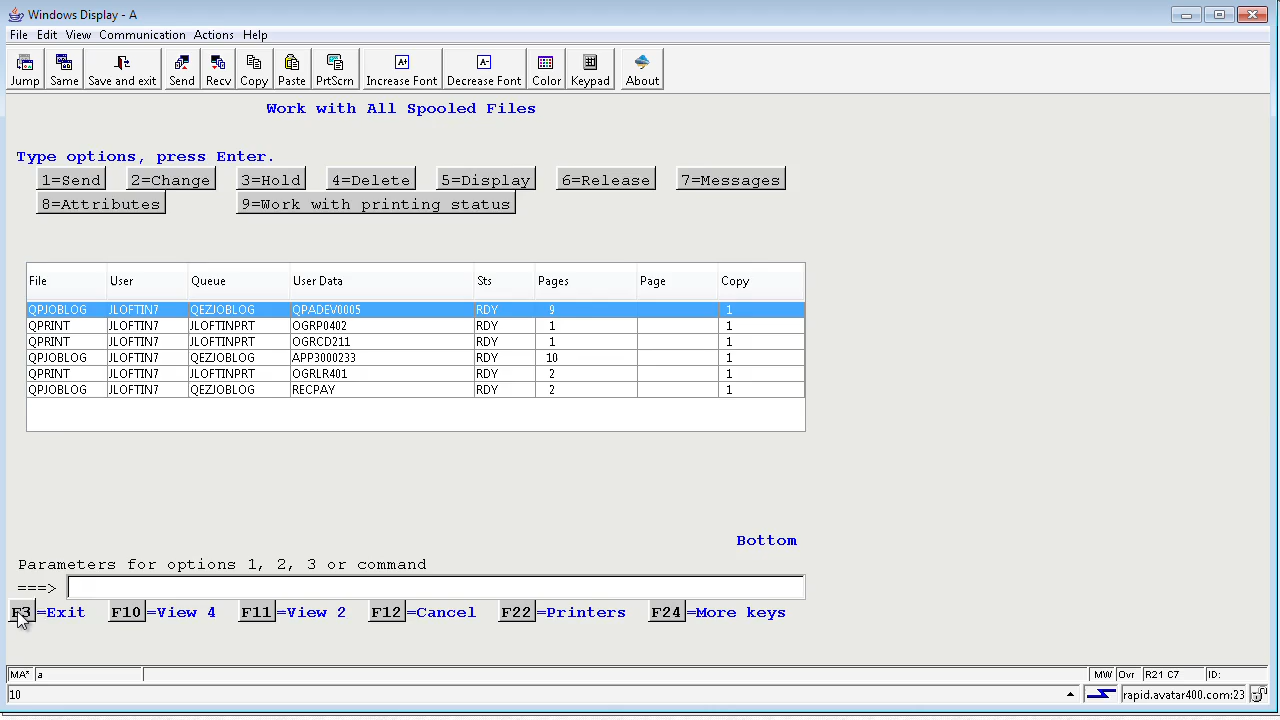 Windows Display - A
File Edit View Communication Actions Help
Jump Same Save and exit Send Recv Copy Paste PrtScrn Increase Font Decrease Font Color Keypad About
Work with All Spooled Files
Type options, press Enter.
1=Send 2=Change 3=Hold 4=Delete 5=Display 6=Release 7=Messages
8=Attributes 9=Work with printing status
File User Queue User Data Sts Pages Page Copy
QPJOBLOG JLOFTIN7 QEZJOBLOG QPADEV0005 RDY 9 1
QPRINT JLOFTIN7 JLOFTINPRT OGRP0402 RDY 1 1
QPRINT JLOFTIN7 JLOFTINPRT OGRCD211 RDY 1 1
QPJOBLOG JLOFTIN7 QEZJOBLOG APP3000233 RDY 10 1
QPRINT JLOFTIN7 JLOFTINPRT OGRLR401 RDY 2 1
QPJOBLOG JLOFTIN7 QEZJOBLOG RECPAY RDY 2 1
Bottom
Parameters for options 1, 2, 3 or command
===>
F3=Exit F10=View 4 F11=View 2 F12=Cancel F22=Printers F24=More keys
MA* a MW Ovr R21 C7 ID:
10 rapid.avatar400.com:23